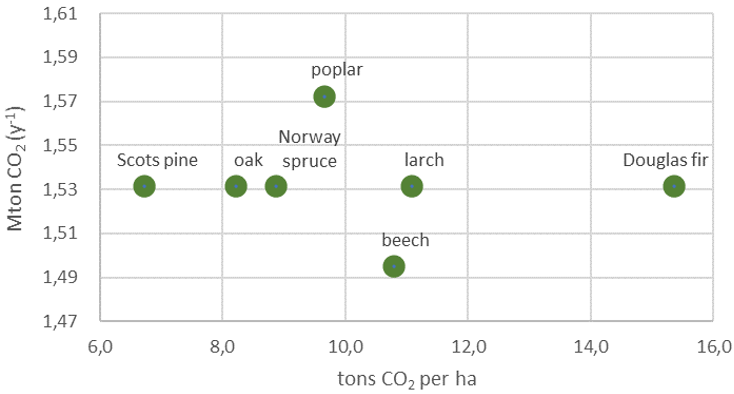 1,61
1,59
1,57
1,55
1,53
1,51
1,49
1,47
Mton CO₂ (y⁻¹)
poplar
Norway
spruce
Scots pine
oak
larch
Douglas fir
beech
6,0 8,0 10,0 12,0 14,0 16,0
tons CO₂ per ha